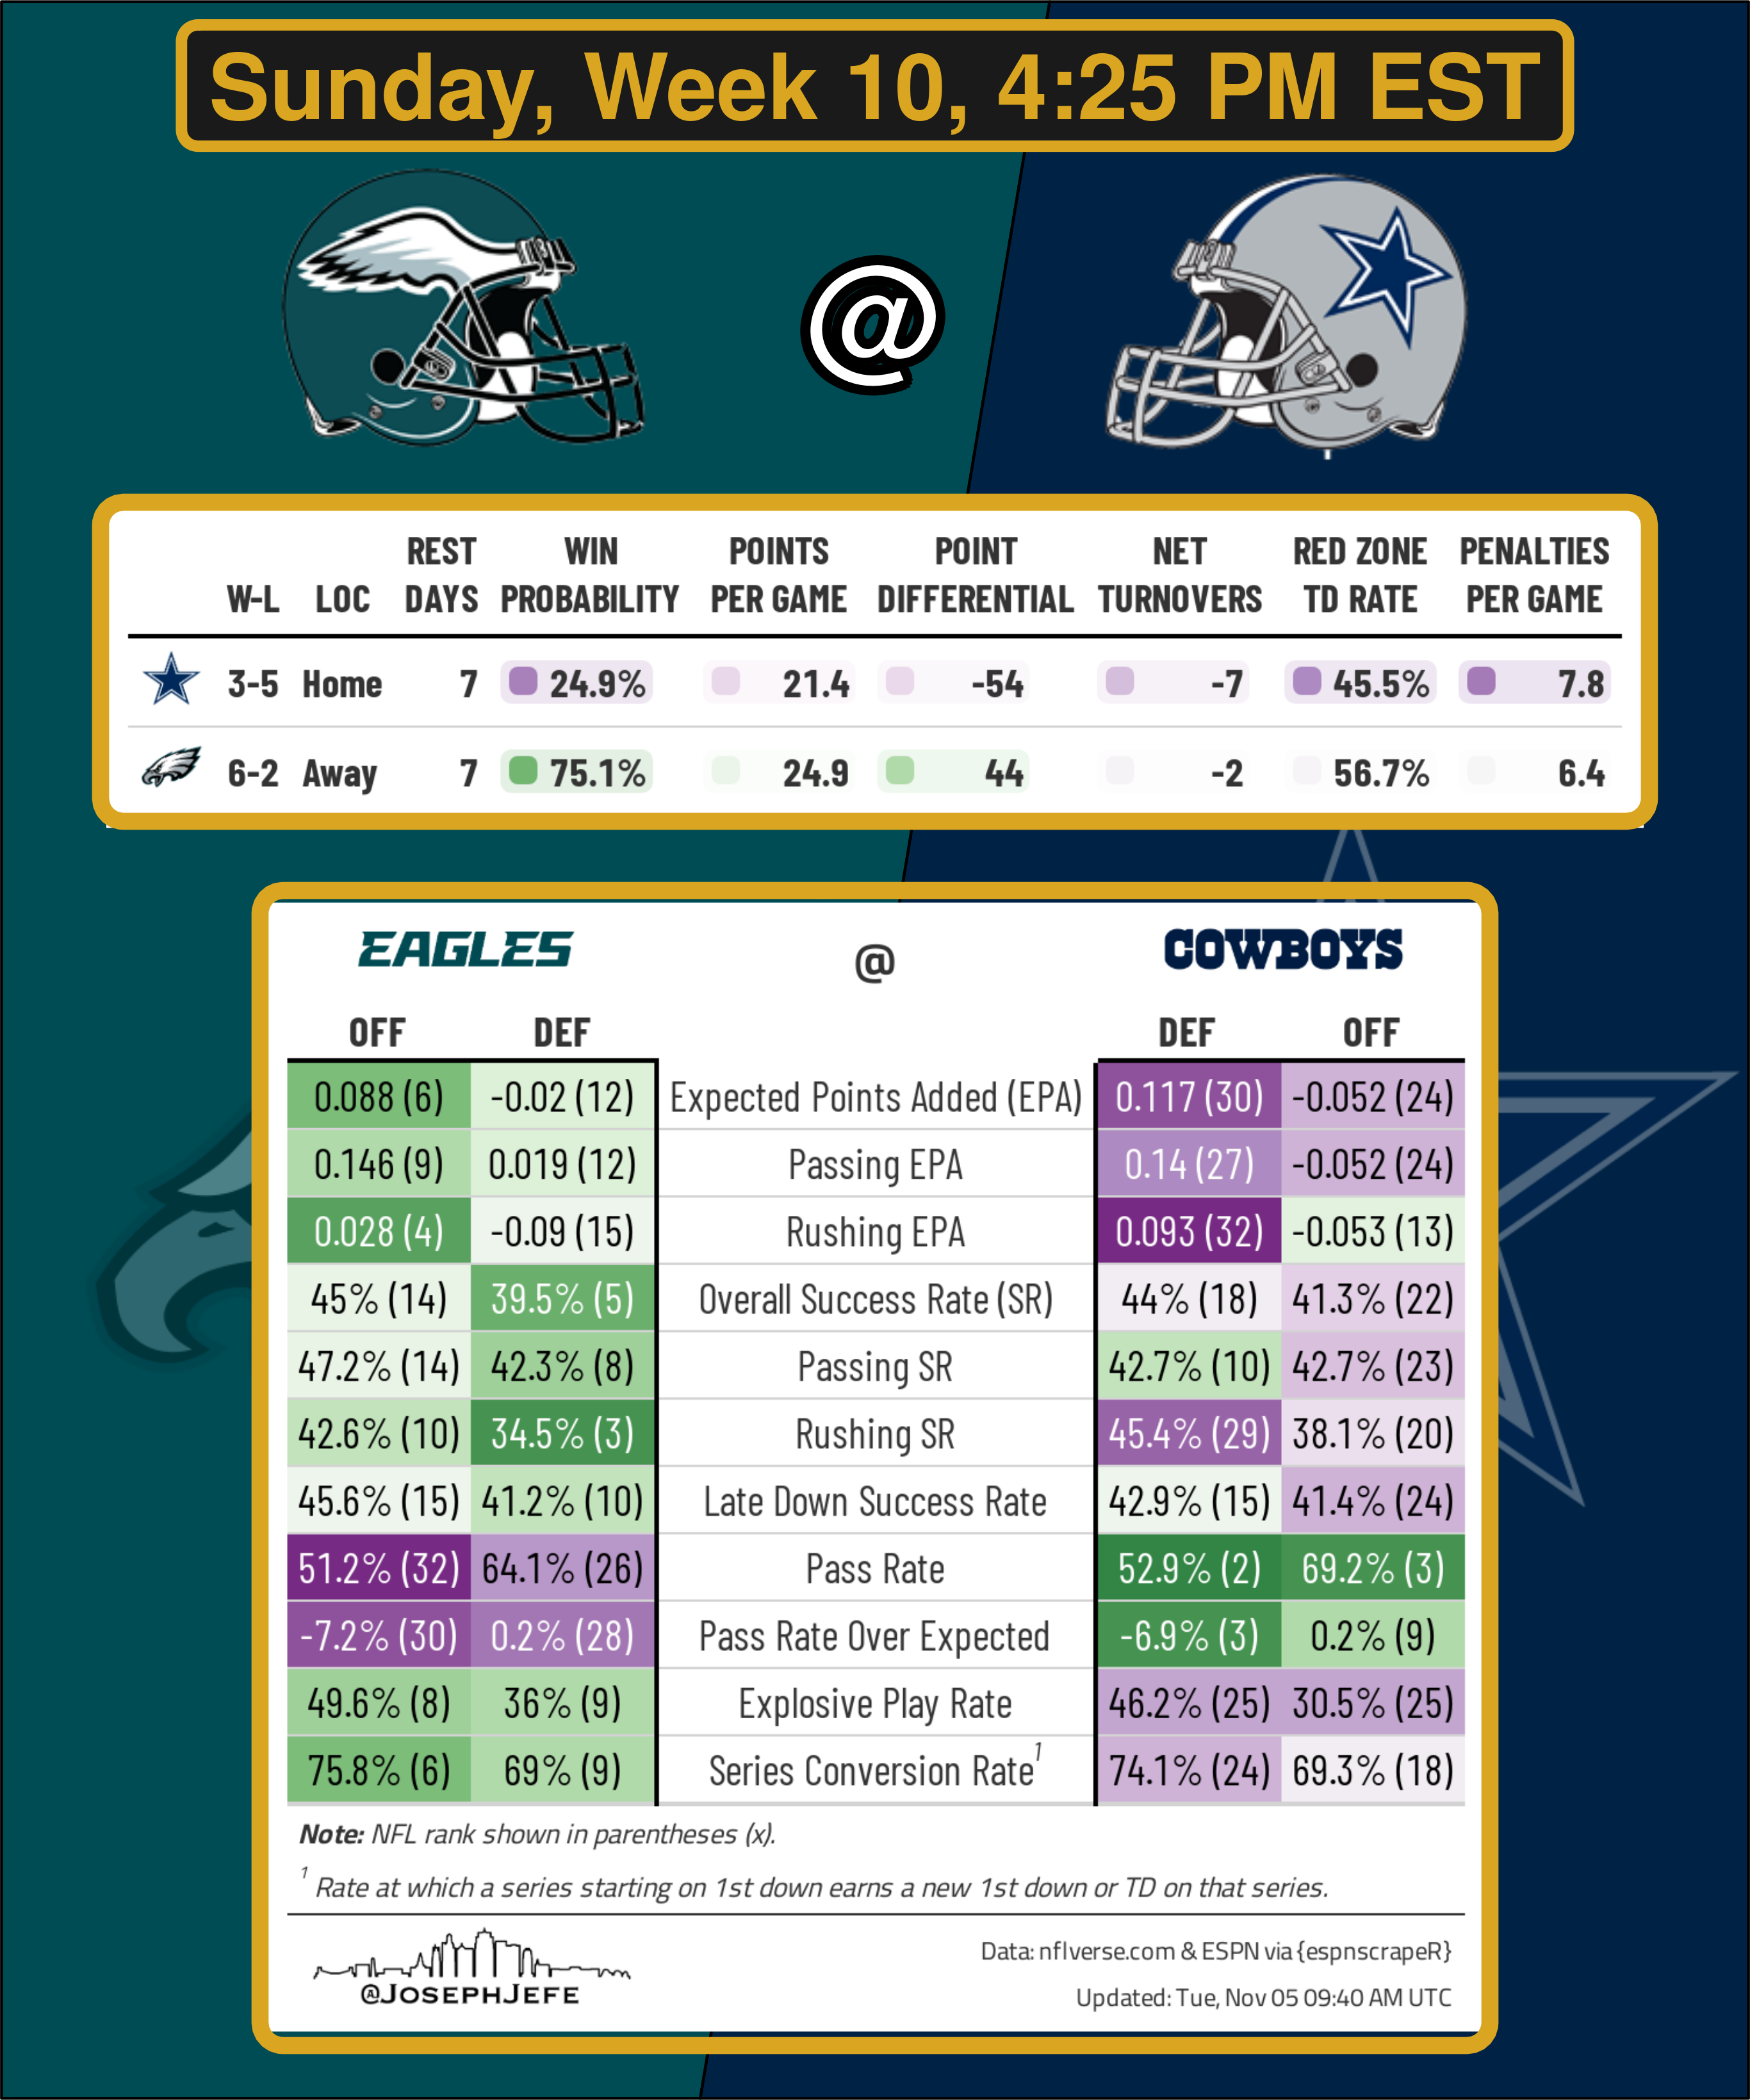 Sunday, Week 10, 4:25 PM EST
@
REST WIN POINTS POINT NET RED ZONE PENALTIES
W-L LOC DAYS PROBABILITY PER GAME DIFFERENTIAL TURNOVERS TD RATE PER GAME
3-5 Home 7 24.9% 21.4 -54 -7 45.5% 7.8
6-2 Away 7 75.1% 24.9 44 -2 56.7% 6.4
EAGLES @ COWBOYS
OFF DEF DEF OFF
0.088 (6) -0.02 (12) Expected Points Added (EPA) 0.117 (30) -0.052 (24)
0.146 (9) 0.019 (12) Passing EPA 0.14 (27) -0.052 (24)
0.028 (4) -0.09 (15) Rushing EPA 0.093 (32) -0.053 (13)
45% (14) 39.5% (5) Overall Success Rate (SR) 44% (18) 41.3% (22)
47.2% (14) 42.3% (8) Passing SR 42.7% (10) 42.7% (23)
42.6% (10) 34.5% (3) Rushing SR 45.4% (29) 38.1% (20)
45.6% (15) 41.2% (10) Late Down Success Rate 42.9% (15) 41.4% (24)
51.2% (32) 64.1% (26) Pass Rate 52.9% (2) 69.2% (3)
-7.2% (30) 0.2% (28) Pass Rate Over Expected -6.9% (3) 0.2% (9)
49.6% (8) 36% (9) Explosive Play Rate 46.2% (25) 30.5% (25)
75.8% (6) 69% (9) Series Conversion Rate1 74.1% (24) 69.3% (18)
Note: NFL rank shown in parentheses (x).
1 Rate at which a series starting on 1st down earns a new 1st down or TD on that series.
Data: nflverse.com & ESPN via {espnscrapeR}
@JOSEPHJEFE
Updated: Tue, Nov 05 09:40 AM UTC